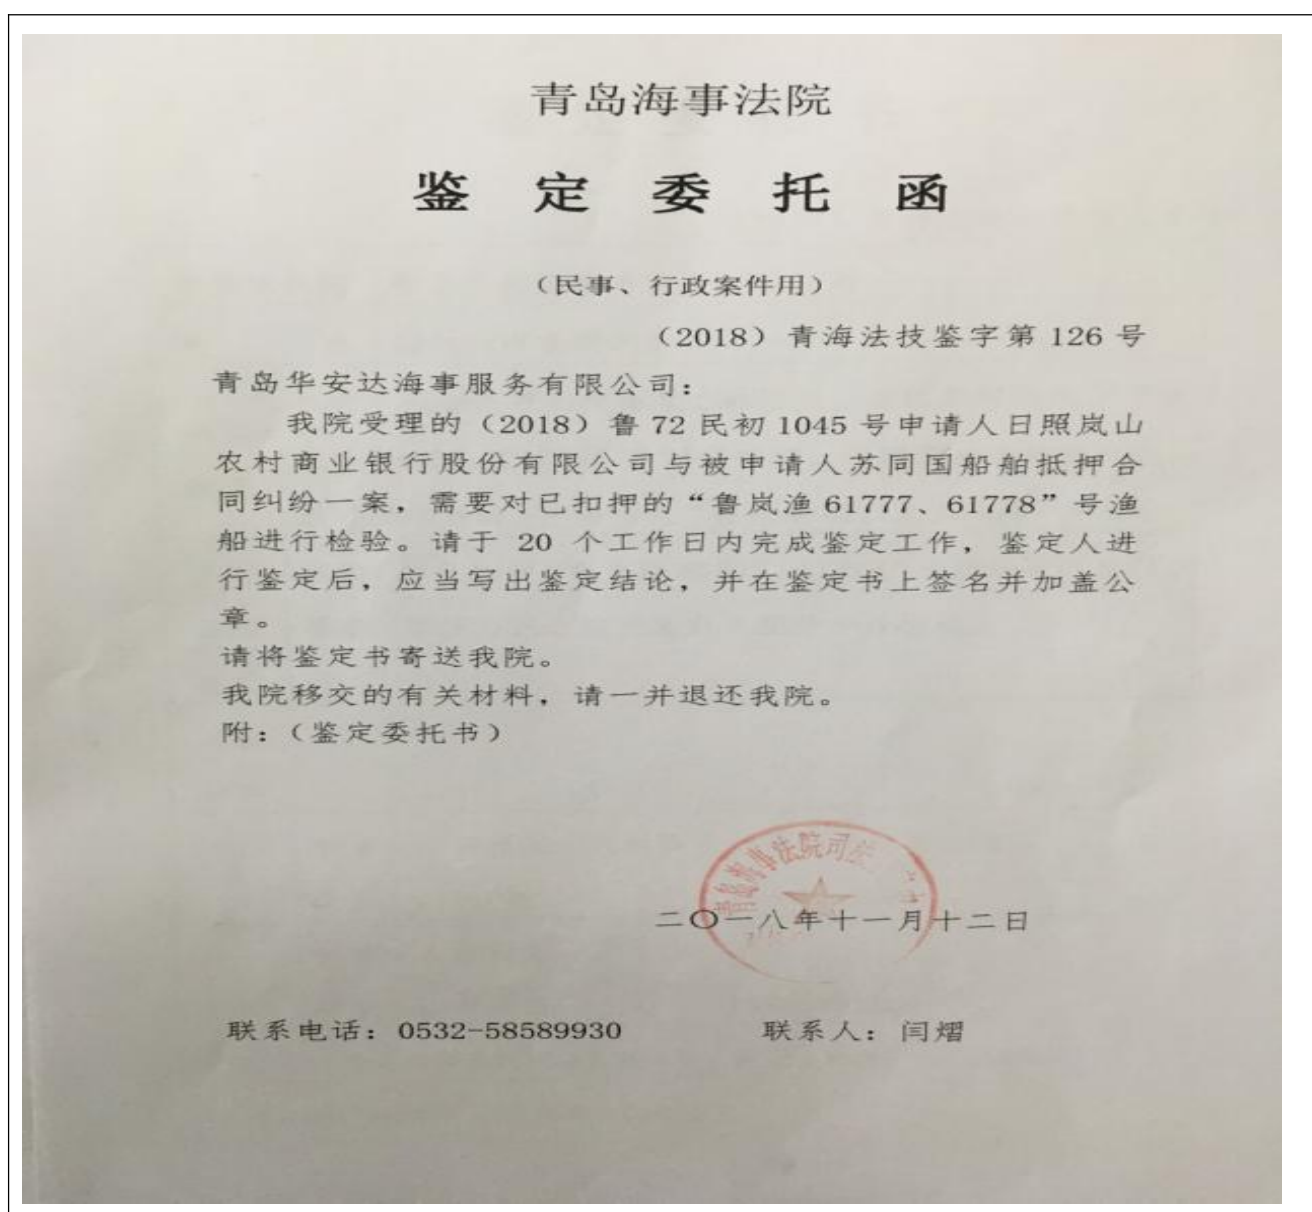 青岛海事法院
鉴定委托函
（民事、行政案件用）
（2018）青海法技鉴字第 126 号
青岛华安达海事服务有限公司：
我院受理的（2018）鲁 72 民初 1045 号申请人日照岚山
农村商业银行股份有限公司与被申请人苏同国船舶抵押合
同纠纷一案，需要对已扣押的“鲁岚渔 61777、61778”号渔
船进行检验。请于 20 个工作日内完成鉴定工作，鉴定人进
行鉴定后，应当写出鉴定结论，并在鉴定书上签名并加盖公
章。
请将鉴定书寄送我院。
我院移交的有关材料，请一并退还我院。
附：（鉴定委托书）
青岛海事法院司法
二〇一八年十一月十二日
联系电话：0532-58589930 联系人：闫熠